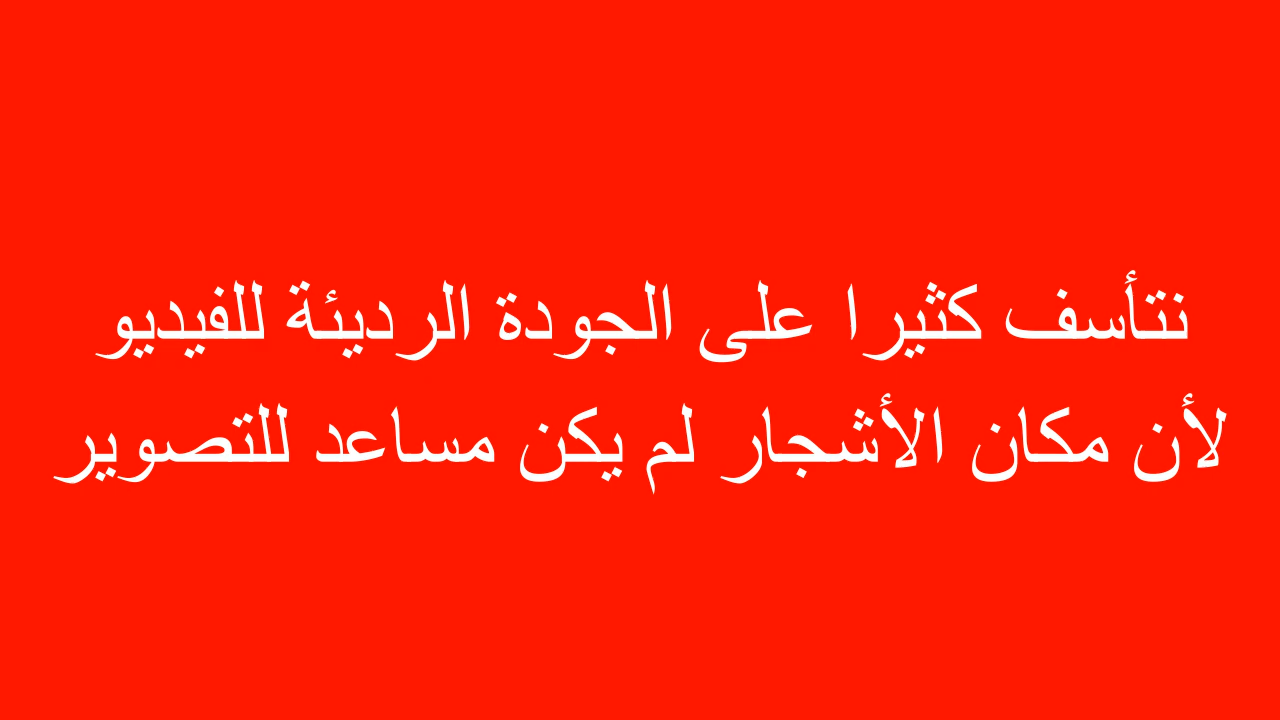 نتأسف كثيرا على الجودة الرديئة للفيديو
لأن مكان الأشجار لم يكن مساعد للتصوير